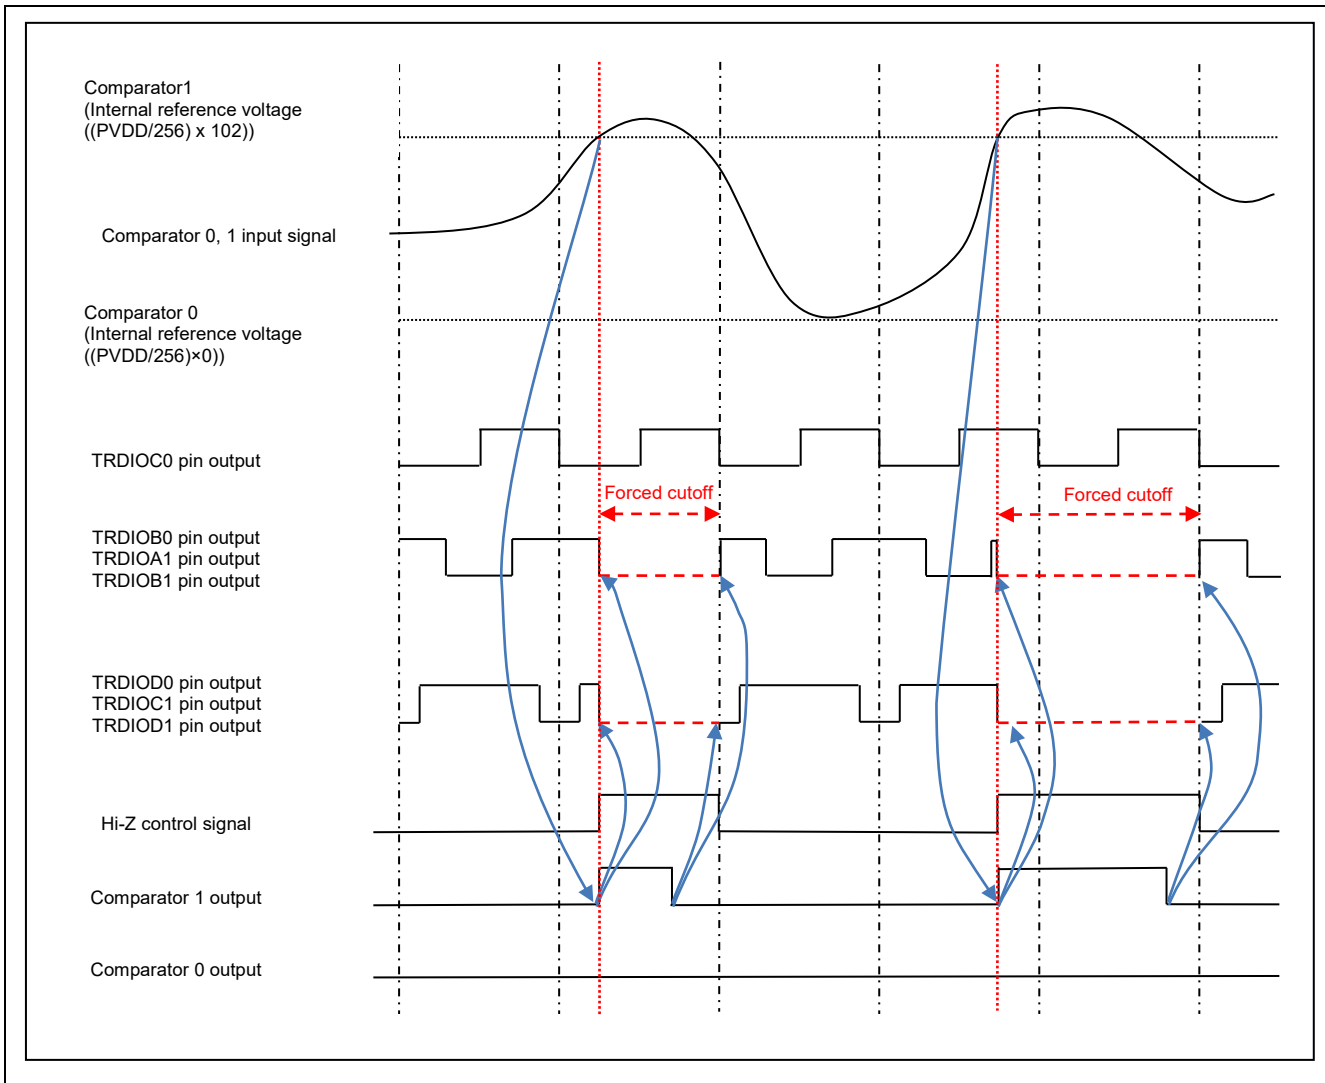 Comparator1
(Internal reference voltage
((PVDD/256) x 102))
Comparator 0, 1 input signal
Comparator 0
(Internal reference voltage
((PVDD/256)×0))
TRDIOC0 pin output
Forced cutoff
Forced cutoff
TRDIOB0 pin output
TRDIOA1 pin output
TRDIOB1 pin output
TRDIOD0 pin output
TRDIOC1 pin output
TRDIOD1 pin output
Hi-Z control signal
Comparator 1 output
Comparator 0 output